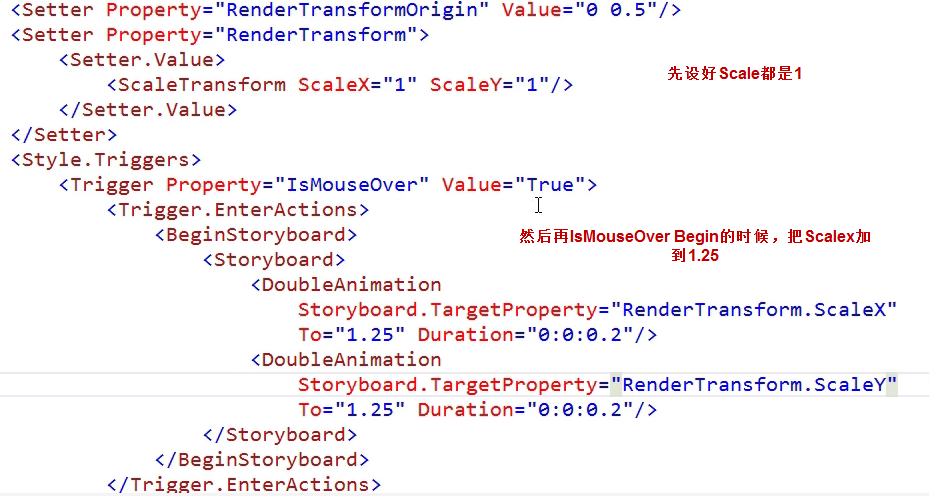 <Setter Property="RenderTransformOrigin" Value="0 0.5"/>
<Setter Property="RenderTransform">
<Setter.Value>
<ScaleTransform ScaleX="1" ScaleY="1"/>
先设好Scale都是1
</Setter.Value>
</Setter>
<Style.Triggers>
<Trigger Property="IsMouseOver" Value="True">
<Trigger.EnterActions>
<BeginStoryboard>
然后再IsMouseOver Begin的时候，把Scalex加
到1.25
<Storyboard>
<DoubleAnimation
Storyboard.TargetProperty="RenderTransform.ScaleX"
To="1.25" Duration="0:0:0.2"/>
<DoubleAnimation
Storyboard.TargetProperty="RenderTransform.ScaleY"
To="1.25" Duration="0:0:0.2"/>
</Storyboard>
</BeginStoryboard>
</Trigger.EnterActions>